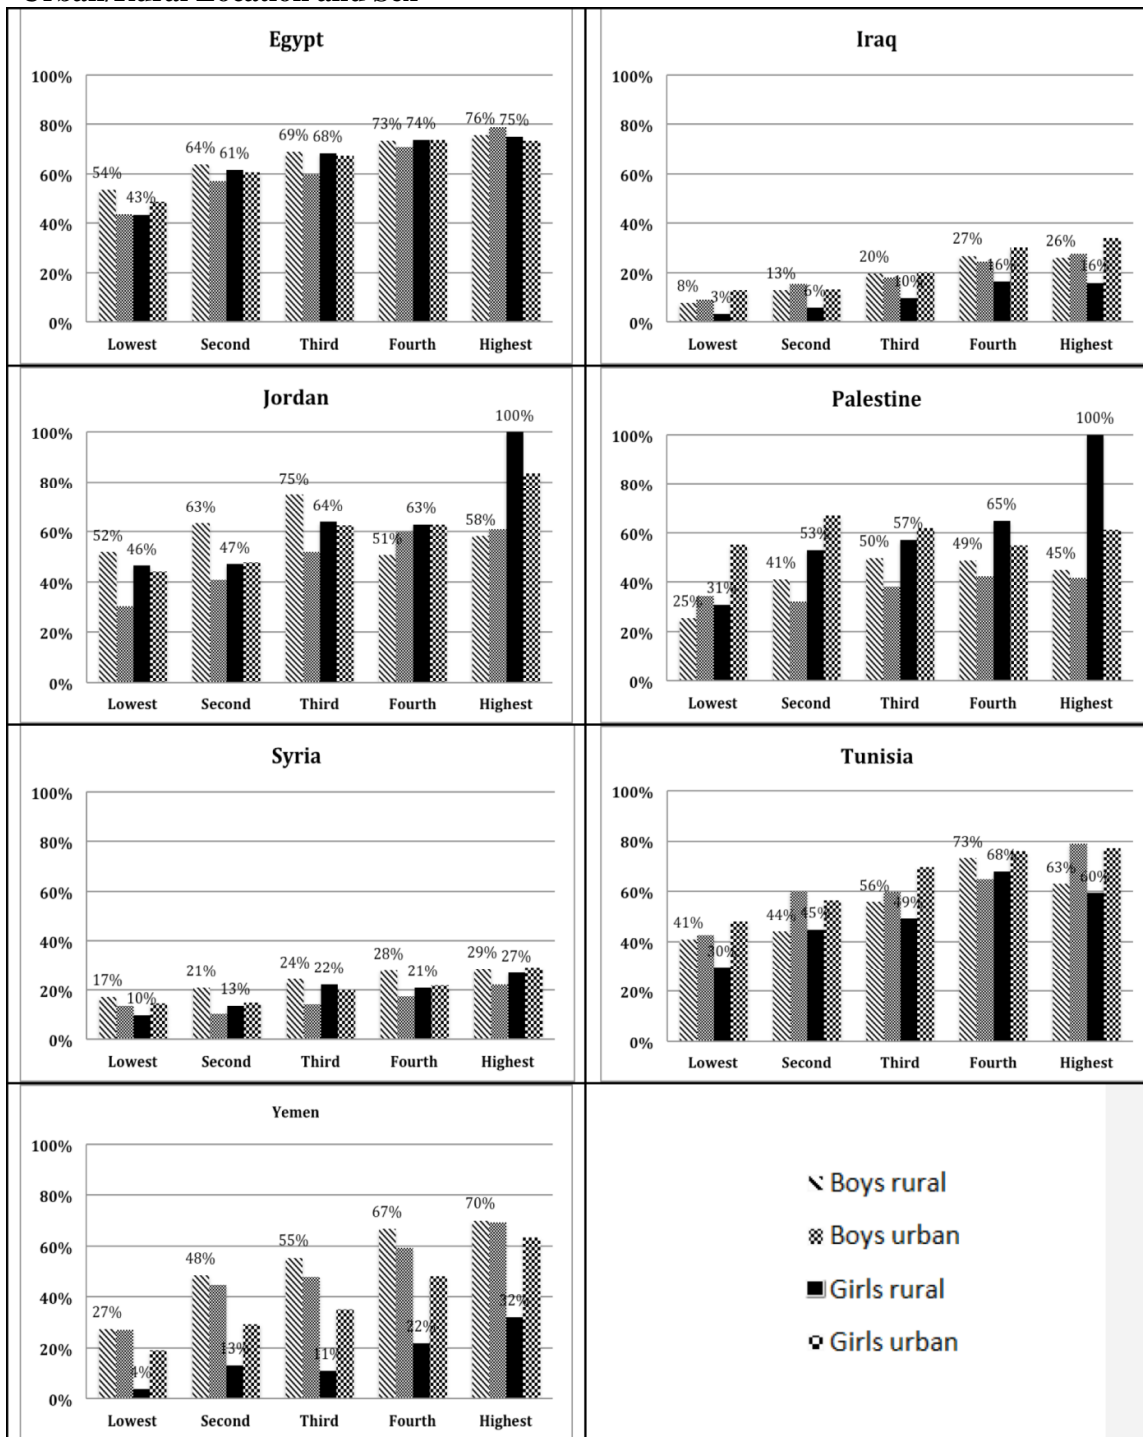 Urban/Rural Location and Sex
Egypt
100%
80%
60%
40%
20%
0%
54%
43%
64%
61%
69%
68%
73%
74%
76%
75%
Lowest
Second
Third
Fourth
Highest
Iraq
100%
80%
60%
40%
20%
0%
8%
3%
13%
6%
20%
10%
27%
16%
26%
16%
Lowest
Second
Third
Fourth
Highest
Jordan
100%
80%
60%
40%
20%
0%
52%
46%
63%
47%
75%
64%
51%
63%
58%
100%
Lowest
Second
Third
Fourth
Highest
Palestine
100%
80%
60%
40%
20%
0%
25%
31%
41%
53%
50%
57%
49%
65%
45%
100%
Lowest
Second
Third
Fourth
Highest
Syria
100%
80%
60%
40%
20%
0%
17%
10%
21%
13%
24%
22%
28%
21%
29%
27%
Lowest
Second
Third
Fourth
Highest
Tunisia
100%
80%
60%
40%
20%
0%
41%
30%
44%
45%
56%
49%
73%
68%
63%
60%
Lowest
Second
Third
Fourth
Highest
Yemen
100%
80%
60%
40%
20%
0%
27%
4%
48%
13%
55%
11%
67%
22%
70%
32%
Lowest
Second
Third
Fourth
Highest
Boys rural
Boys urban
Girls rural
Girls urban